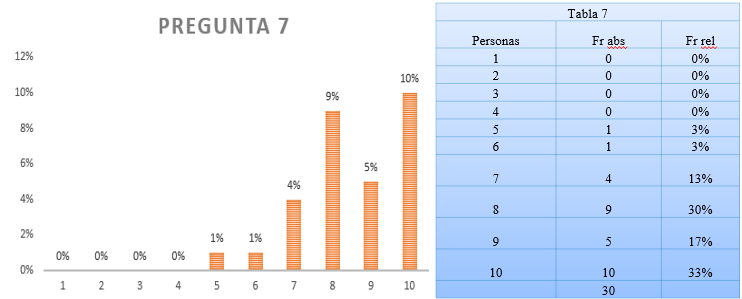 PREGUNTA 7
12%
10%
8%
6%
4%
2%
0%
0% 0% 0% 0% 1% 1% 4% 9% 5% 10%
1 2 3 4 5 6 7 8 9 10
Tabla 7
Personas Fr abs Fr rel
1 0 0%
2 0 0%
3 0 0%
4 0 0%
5 1 3%
6 1 3%
7 4 13%
8 9 30%
9 5 17%
10 10 33%
30